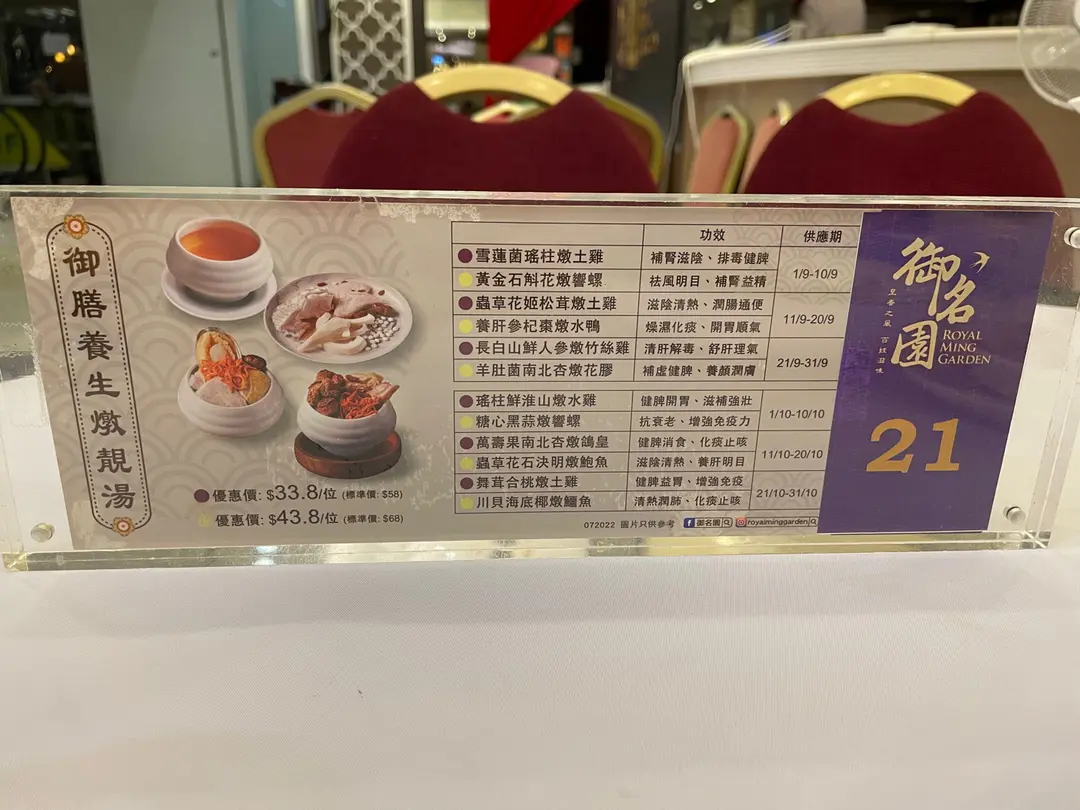 御膳養生燉靚湯
優惠價: $33.8/位 (標準價: $58)
優惠價: $43.8/位 (標準價: $68)
功效 供應期
雪蓮菌瑤柱燉土雞 補腎滋陰、排毒健脾 1/9-10/9
黃金石斛花燉響螺 祛風明目、補腎益精
蟲草花姬松茸燉土雞 滋陰清熱、潤腸通便 11/9-20/9
養肝參杞棗燉水鴨 燥濕化痰、開胃順氣
長白山鮮人參燉竹絲雞 清肝解毒、舒肝理氣 21/9-31/9
羊肚菌南北杏燉花膠 補虛健脾、養顏潤膚
瑤柱鮮淮山燉水雞 健脾開胃、滋補強壯 1/10-10/10
糖心黑蒜燉響螺 抗衰老、增強免疫力
萬壽果南北杏燉鴿皇 健脾消食、化痰止咳 11/10-20/10
蟲草花石決明燉鮑魚 滋陰清熱、養肝明目
舞茸合桃燉土雞 健脾益胃、增強免疫 21/10-31/10
川貝海底椰燉鱷魚 清熱潤肺、化痰止咳
072022 圖片只供參考 御名園 royalminggarden
御名園
皇者之風 百姓滋味
ROYAL
MING
GARDEN
21